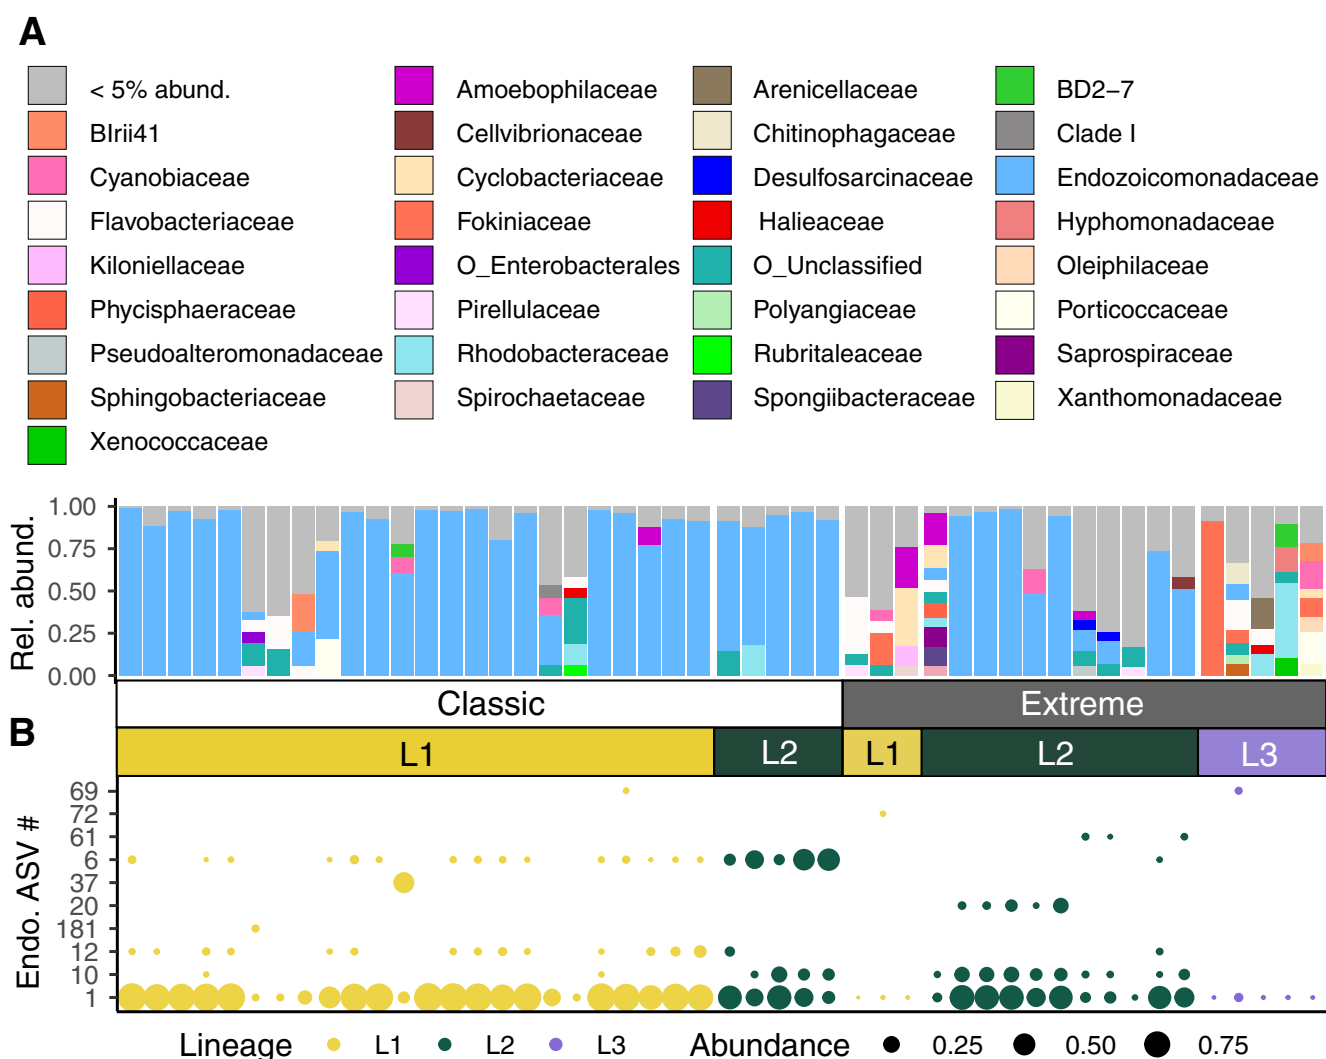 A
< 5% abund. Amoebophilaceae Arenicellaceae BD2−7
BIrii41 Cellvibrionaceae Chitinophagaceae Clade I
Cyanobiaceae Cyclobacteriaceae Desulfosarcinaceae Endozoicomonadaceae
Flavobacteriaceae Fokiniaceae Halieaceae Hyphomonadaceae
Kiloniellaceae O_Enterobacterales O_Unclassified Oleiphilaceae
Phycisphaeraceae Pirellulaceae Polyangiaceae Porticoccaceae
Pseudoalteromonadaceae Rhodobacteraceae Rubritaleaceae Saprospiraceae
Sphingobacteriaceae Spirochaetaceae Spongiibacteraceae Xanthomonadaceae
Xenococcaceae
Rel. abund.
1.00
0.75
0.50
0.25
0.00
Classic Extreme
B
L1 L2 L1 L2 L3
Endo. ASV #
69
72
61
6
37
20
181
12
10
1
Lineage L1 L2 L3 Abundance 0.25 0.50 0.75